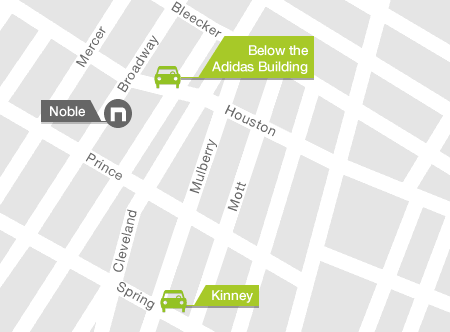 Bleecker
Mercer
Broadway
Below the
Adidas Building
Noble
n
Houston
Prince
Mulberry
Mott
Cleveland
Spring
Kinney